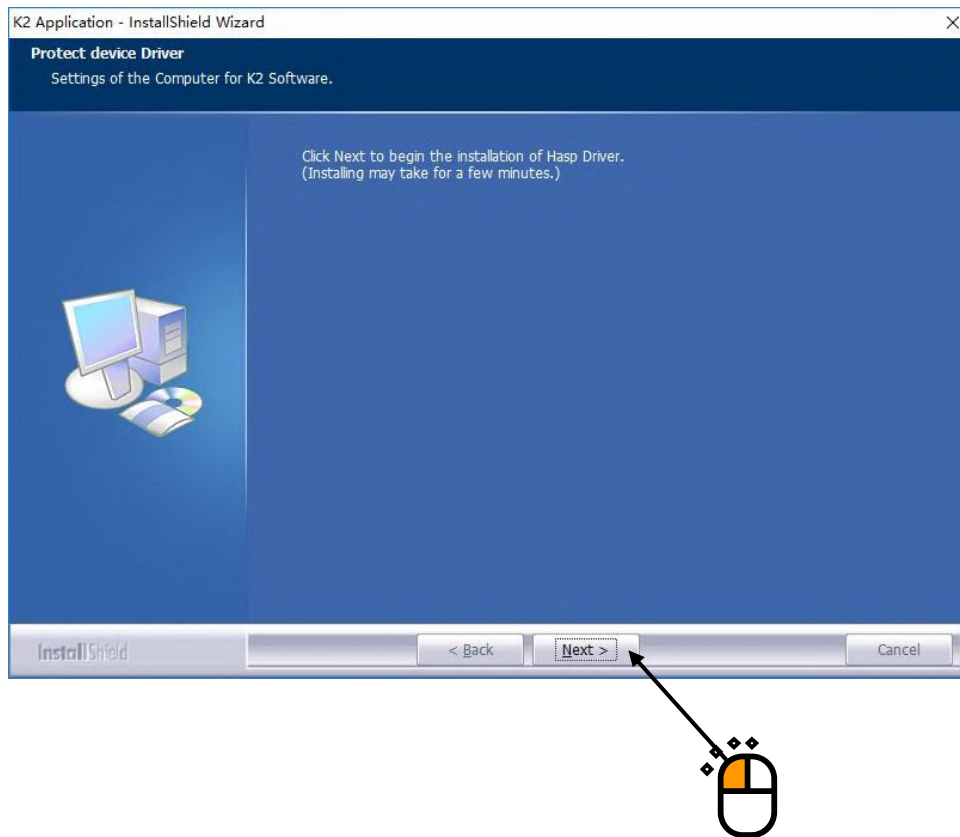 K2 Application - InstallShield Wizard
Protect device Driver
Settings of the Computer for K2 Software.
Click Next to begin the installation of Hasp Driver.
(Installing may take for a few minutes.)
InstallShield
< Back
Next >
Cancel